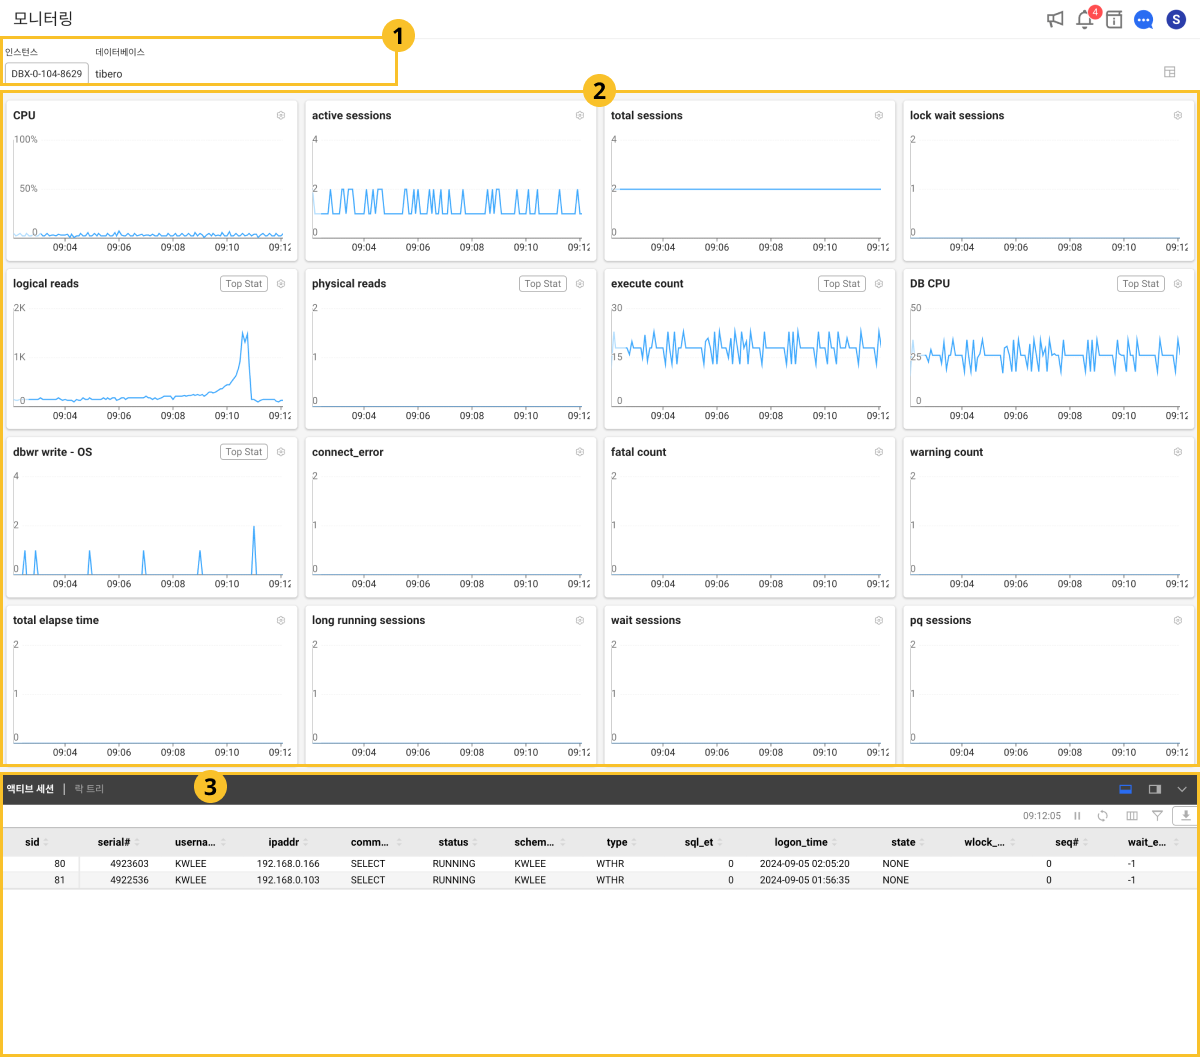 모니터링
4
S
1
인스턴스 데이터베이스
DBX-0-104-8629 tibero
2
CPU
100%
50%
0
09:04 09:06 09:08 09:10 09:12
active sessions
4
2
0
09:04 09:06 09:08 09:10 09:12
total sessions
4
2
0
09:04 09:06 09:08 09:10 09:12
lock wait sessions
2
1
0
09:04 09:06 09:08 09:10 09:12
logical reads Top Stat
2K
1K
0
09:04 09:06 09:08 09:10 09:12
physical reads Top Stat
2
1
0
09:04 09:06 09:08 09:10 09:12
execute count Top Stat
30
15
0
09:04 09:06 09:08 09:10 09:12
DB CPU Top Stat
50
25
0
09:04 09:06 09:08 09:10 09:12
dbwr write - OS Top Stat
4
2
0
09:04 09:06 09:08 09:10 09:12
connect_error
2
1
0
09:04 09:06 09:08 09:10 09:12
fatal count
2
1
0
09:04 09:06 09:08 09:10 09:12
warning count
2
1
0
09:04 09:06 09:08 09:10 09:12
total elapse time
2
1
0
09:04 09:06 09:08 09:10 09:12
long running sessions
2
1
0
09:04 09:06 09:08 09:10 09:12
wait sessions
2
1
0
09:04 09:06 09:08 09:10 09:12
pq sessions
2
1
0
09:04 09:06 09:08 09:10 09:12
3
액티브 세션 | 락 트리
09:12:05
sid serial# userna... ipaddr comm... status schem... type sql_et logon_time state wlock_... seq# wait_e...
80 4923603 KWLEE 192.168.0.166 SELECT RUNNING KWLEE WTHR 0 2024-09-05 02:05:20 NONE 0 -1
81 4922536 KWLEE 192.168.0.103 SELECT RUNNING KWLEE WTHR 0 2024-09-05 01:56:35 NONE 0 -1